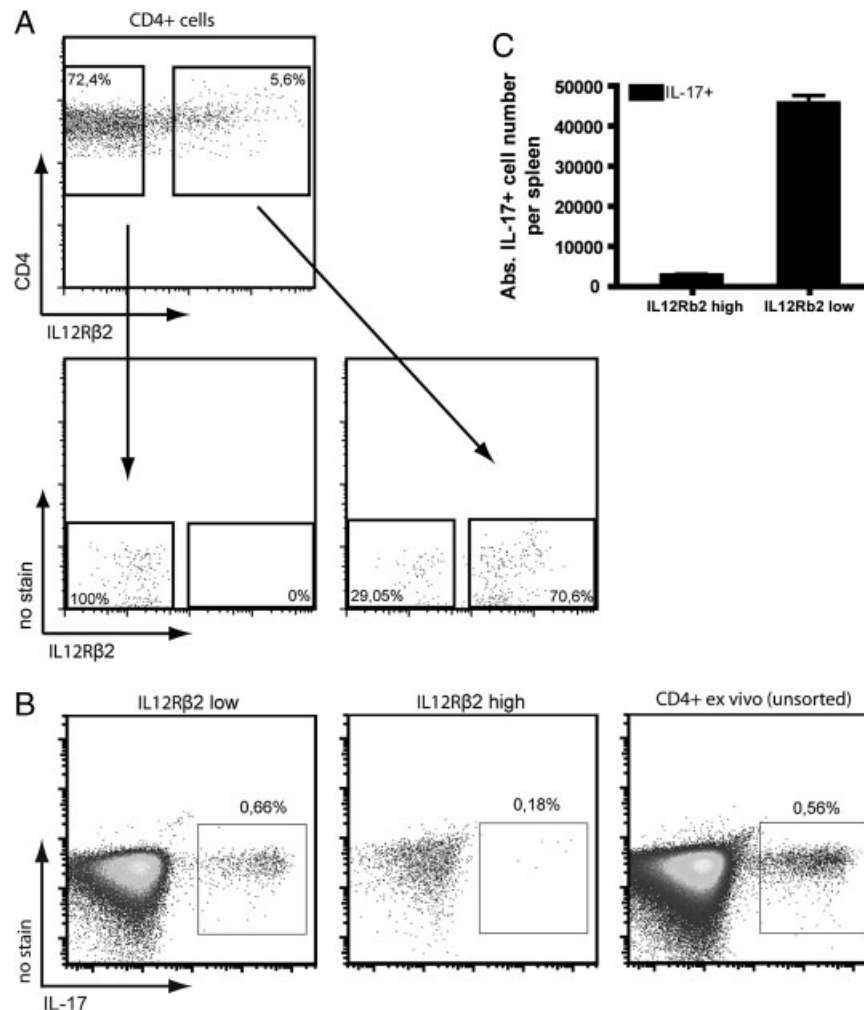 A
CD4+ cells
72,4%
5,6%
CD4
IL12Rβ2
100%
0%
no stain
IL12Rβ2
29,05%
70,6%
C
IL-17+
50000
40000
30000
20000
10000
0
Abs. IL-17+ cell number
per spleen
IL12Rb2 high
IL12Rb2 low
B
IL12Rβ2 low
0,66%
no stain
IL-17
IL12Rβ2 high
0,18%
CD4+ ex vivo (unsorted)
0,56%